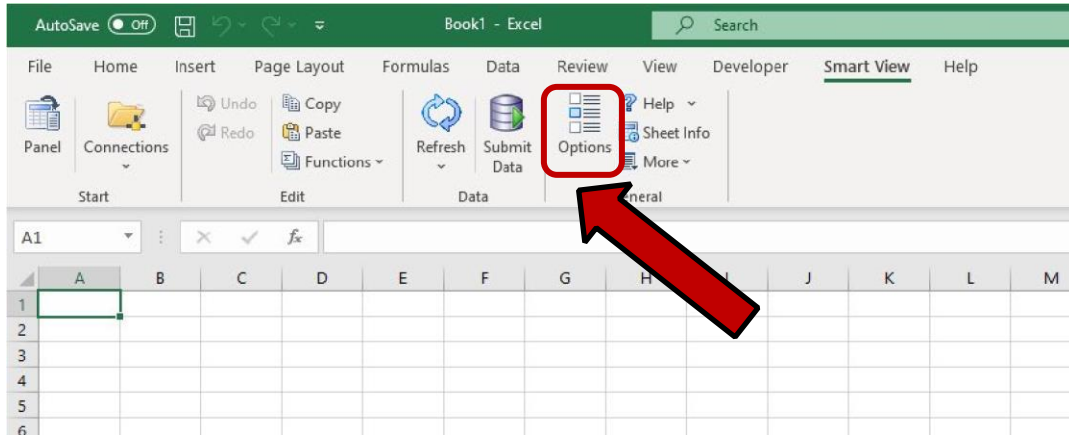 AutoSave Off Book1 - Excel Search
File Home Insert Page Layout Formulas Data Review View Developer Smart View Help
Panel
Connections
Undo
Redo
Copy
Paste
Functions
Refresh
Submit
Data
Options
Help
Sheet Info
More
Start Edit Data
A1 fx
A B C D E F G H J K L M
1
2
3
4
5
6